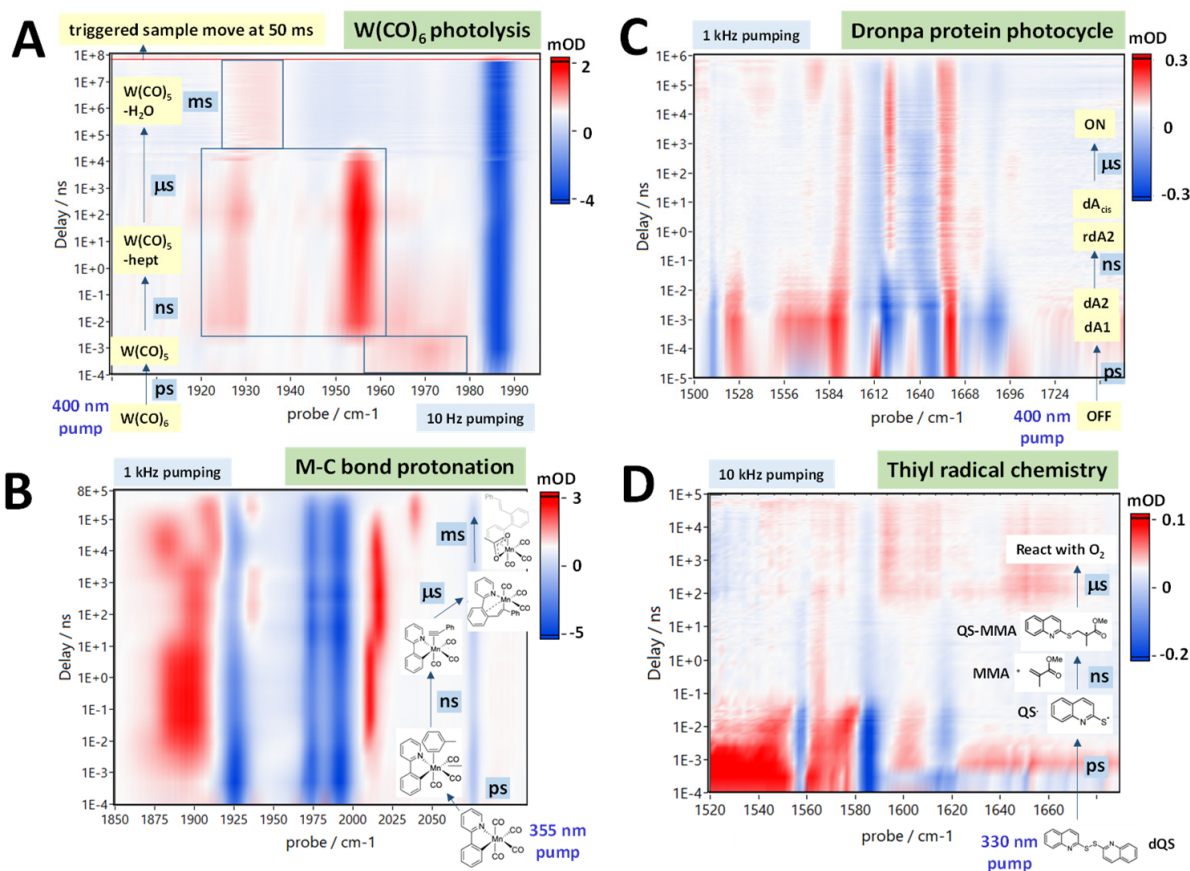 A
triggered sample move at 50 ms
W(CO)6 photolysis
mOD
2
0
-4
1E+8
1E+7
1E+6
1E+5
1E+4
1E+3
1E+2
1E+1
1E+0
1E-1
1E-2
1E-3
1E-4
Delay / ns
W(CO)5
-H2O
ms
μs
W(CO)5
-hept
ns
W(CO)5
ps
W(CO)6
400 nm
pump
1920 1930 1940 1950 1960 1970 1980 1990
probe / cm-1
10 Hz pumping
C
1 kHz pumping
Dronpa protein photocycle
mOD
0.3
0
-0.3
1E+6
1E+5
1E+4
1E+3
1E+2
1E+1
1E+0
1E-1
1E-2
1E-3
1E-4
1E-5
Delay / ns
ON
μs
dAcis
rdA2
ns
dA2
dA1
ps
OFF
400 nm
pump
1500 1528 1556 1584 1612 1640 1668 1696 1724
probe / cm-1
B
1 kHz pumping
M-C bond protonation
mOD
3
0
-5
8E+5
1E+5
1E+4
1E+3
1E+2
1E+1
1E+0
1E-1
1E-2
1E-3
1E-4
Delay / ns
ms
μs
ns
ps
355 nm
pump
1850 1875 1900 1925 1950 1975 2000 2025 2050
probe / cm-1
D
10 kHz pumping
Thiyl radical chemistry
mOD
0.1
0
-0.2
1E+5
1E+4
1E+3
1E+2
1E+1
1E+0
1E-1
1E-2
1E-3
1E-4
Delay / ns
React with O2
μs
QS-MMA
OMe
MMA
OMe
ns
QS·
ps
330 nm
pump
dQS
1520 1540 1560 1580 1600 1620 1640 1660
probe / cm-1